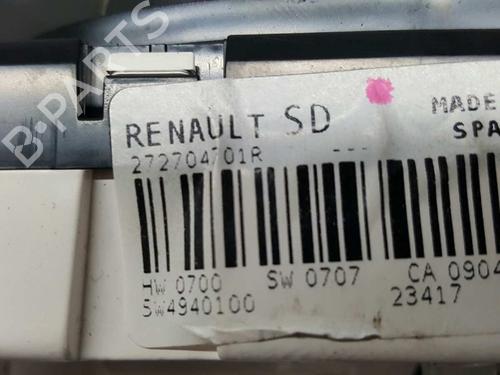 B-PARTS
RENAULT SD
MADE
SPA
272704701R ---
HW 0700 SW 0707 CA 0904
SW4940100 23417